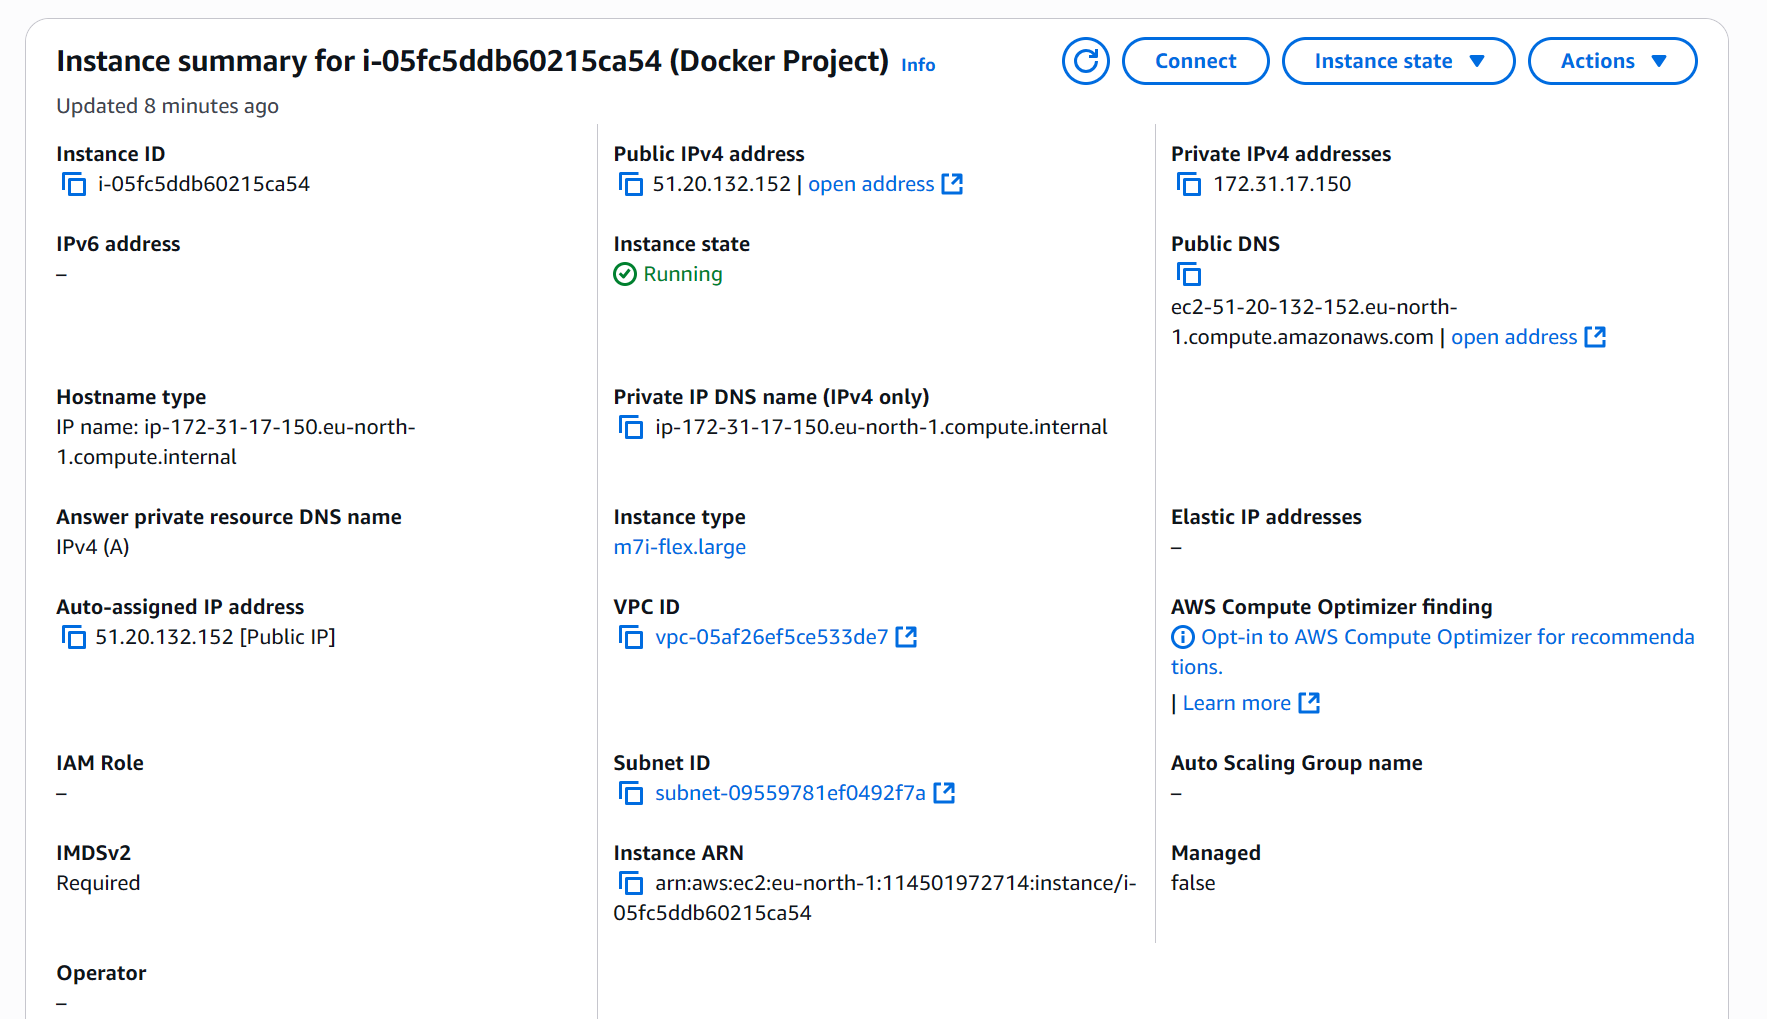 Instance summary for i-05fc5ddb60215ca54 (Docker Project) Info
Connect
Instance state
Actions
Updated 8 minutes ago
Instance ID
i-05fc5ddb60215ca54
Public IPv4 address
51.20.132.152 | open address
Private IPv4 addresses
172.31.17.150
IPv6 address
–
Instance state
Running
Public DNS
ec2-51-20-132-152.eu-north-
1.compute.amazonaws.com | open address
Hostname type
IP name: ip-172-31-17-150.eu-north-
1.compute.internal
Private IP DNS name (IPv4 only)
ip-172-31-17-150.eu-north-1.compute.internal
Answer private resource DNS name
IPv4 (A)
Instance type
m7i-flex.large
Elastic IP addresses
–
Auto-assigned IP address
51.20.132.152 [Public IP]
VPC ID
vpc-05af26ef5ce533de7
AWS Compute Optimizer finding
Opt-in to AWS Compute Optimizer for recommenda
tions.
| Learn more
IAM Role
–
Subnet ID
subnet-09559781ef0492f7a
Auto Scaling Group name
–
IMDSv2
Required
Instance ARN
arn:aws:ec2:eu-north-1:114501972714:instance/i-
05fc5ddb60215ca54
Managed
false
Operator
–